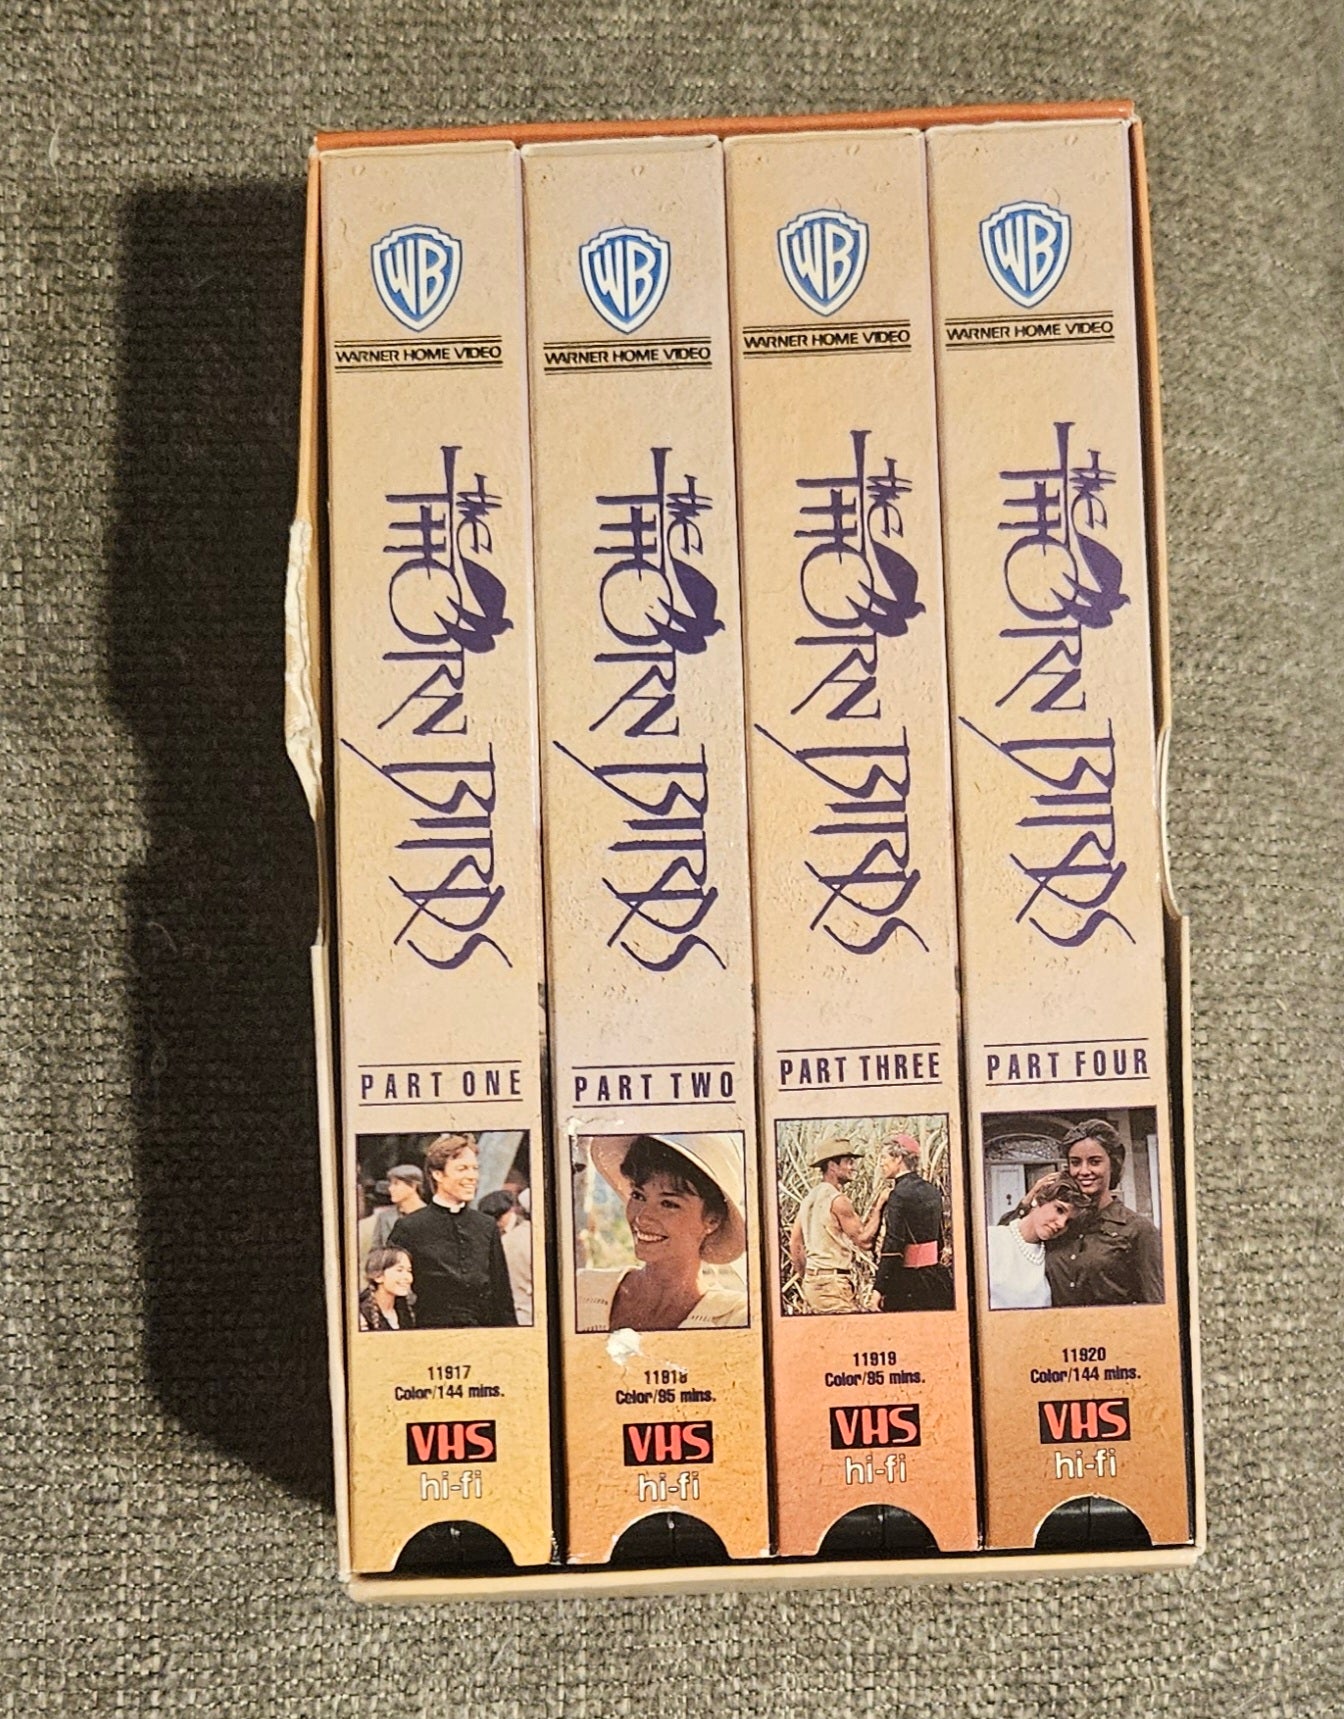 WB
WARNER HOME VIDEO
the THORN BIRDS
PART ONE
11917
Color/144 mins.
VHS
hi-fi
WB
WARNER HOME VIDEO
the THORN BIRDS
PART TWO
11918
Color/95 mins.
VHS
hi-fi
WB
WARNER HOME VIDEO
the THORN BIRDS
PART THREE
11919
Color/95 mins.
VHS
hi-fi
WB
WARNER HOME VIDEO
the THORN BIRDS
PART FOUR
11920
Color/144 mins.
VHS
hi-fi